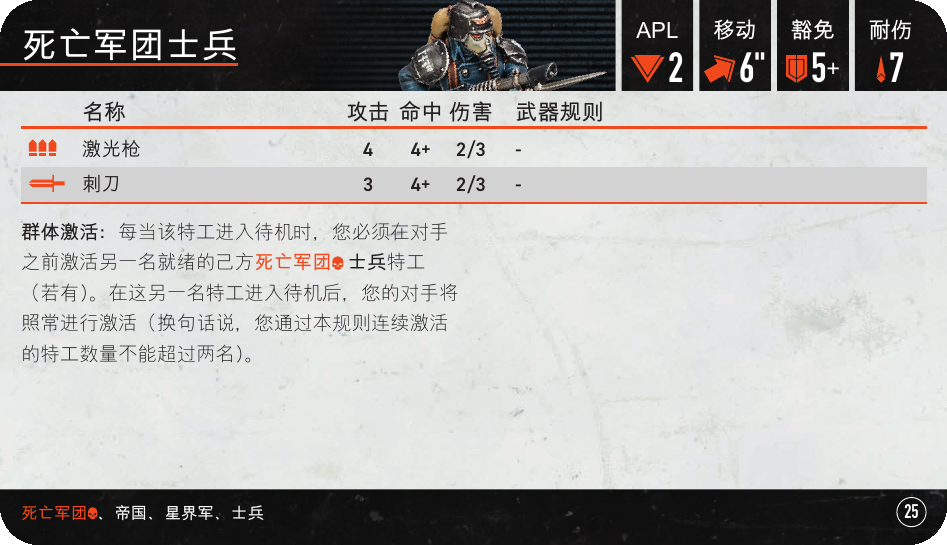 死亡军团士兵
APL 移动 豁免 耐伤
2 6" 5+ 7
名称 攻击 命中 伤害 武器规则
激光枪 4 4+ 2/3 -
刺刀 3 4+ 2/3 -
群体激活：每当该特工进入待机时，您必须在对手
之前激活另一名就绪的己方死亡军团士兵特工
（若有）。在这另一名特工进入待机后，您的对手将
照常进行激活（换句话说，您通过本规则连续激活
的特工数量不能超过两名）。
死亡军团、帝国、星界军、士兵
25